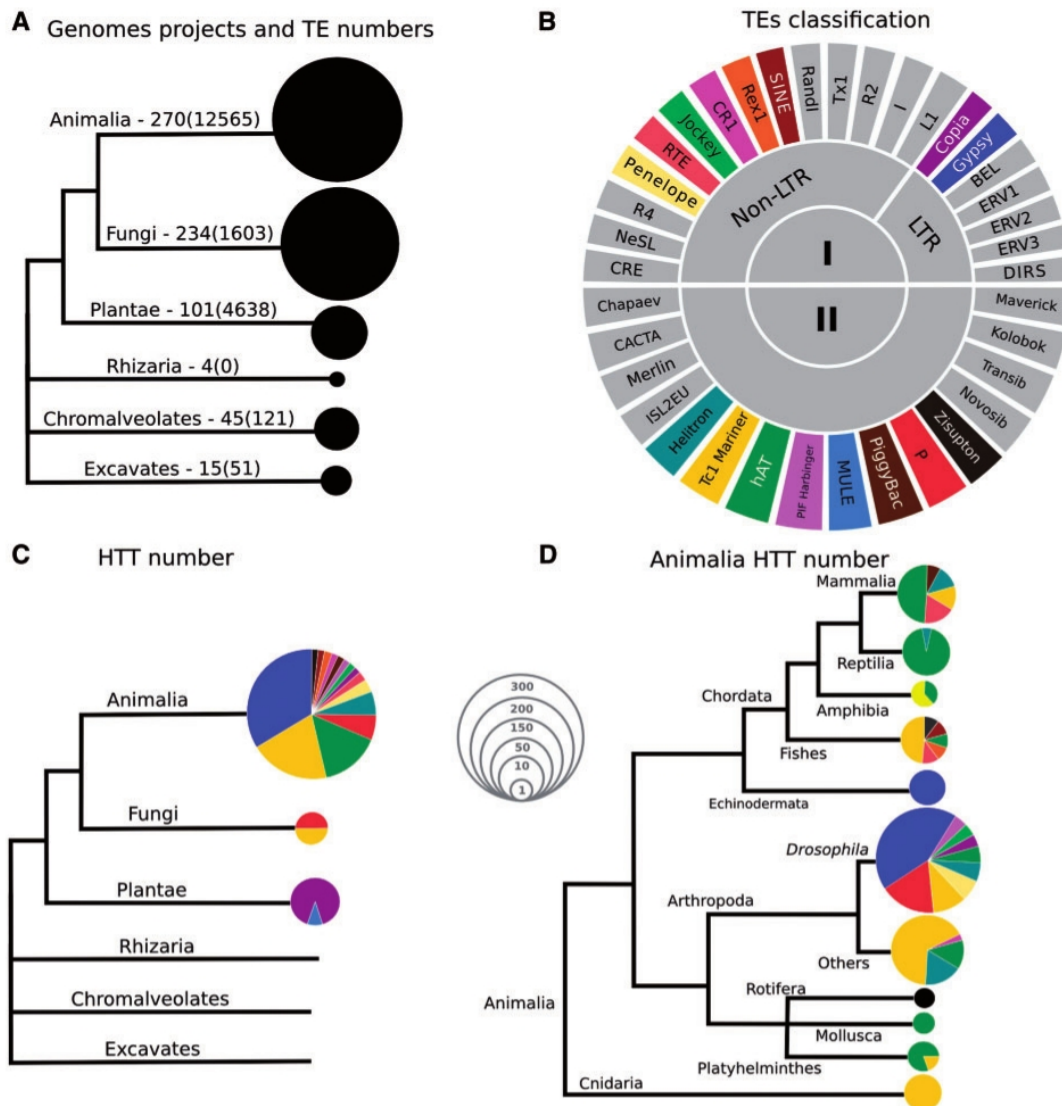 A
Genomes projects and TE numbers
Animalia - 270(12565)
Fungi - 234(1603)
Plantae - 101(4638)
Rhizaria - 4(0)
Chromalveolates - 45(121)
Excavates - 15(51)
B
TEs classification
CRE
NeSL
R4
Penelope
RTE
Jockey
CR1
Rex1
SINE
RandI
Tx1
R2
I
L1
Copia
Gypsy
BEL
ERV1
ERV2
ERV3
DIRS
Non-LTR
LTR
I
II
Maverick
Kolobok
Transib
Novosib
Zisupton
P
PiggyBac
MULE
PIF Harbinger
hAT
Tc1 Mariner
Helitron
ISL2EU
Merlin
CACTA
Chapaev
C
HTT number
Animalia
Fungi
Plantae
Rhizaria
Chromalveolates
Excavates
300
200
150
50
10
1
D
Animalia HTT number
Mammalia
Reptilia
Chordata
Amphibia
Fishes
Echinodermata
Drosophila
Arthropoda
Others
Rotifera
Animalia
Mollusca
Platyhelminthes
Cnidaria